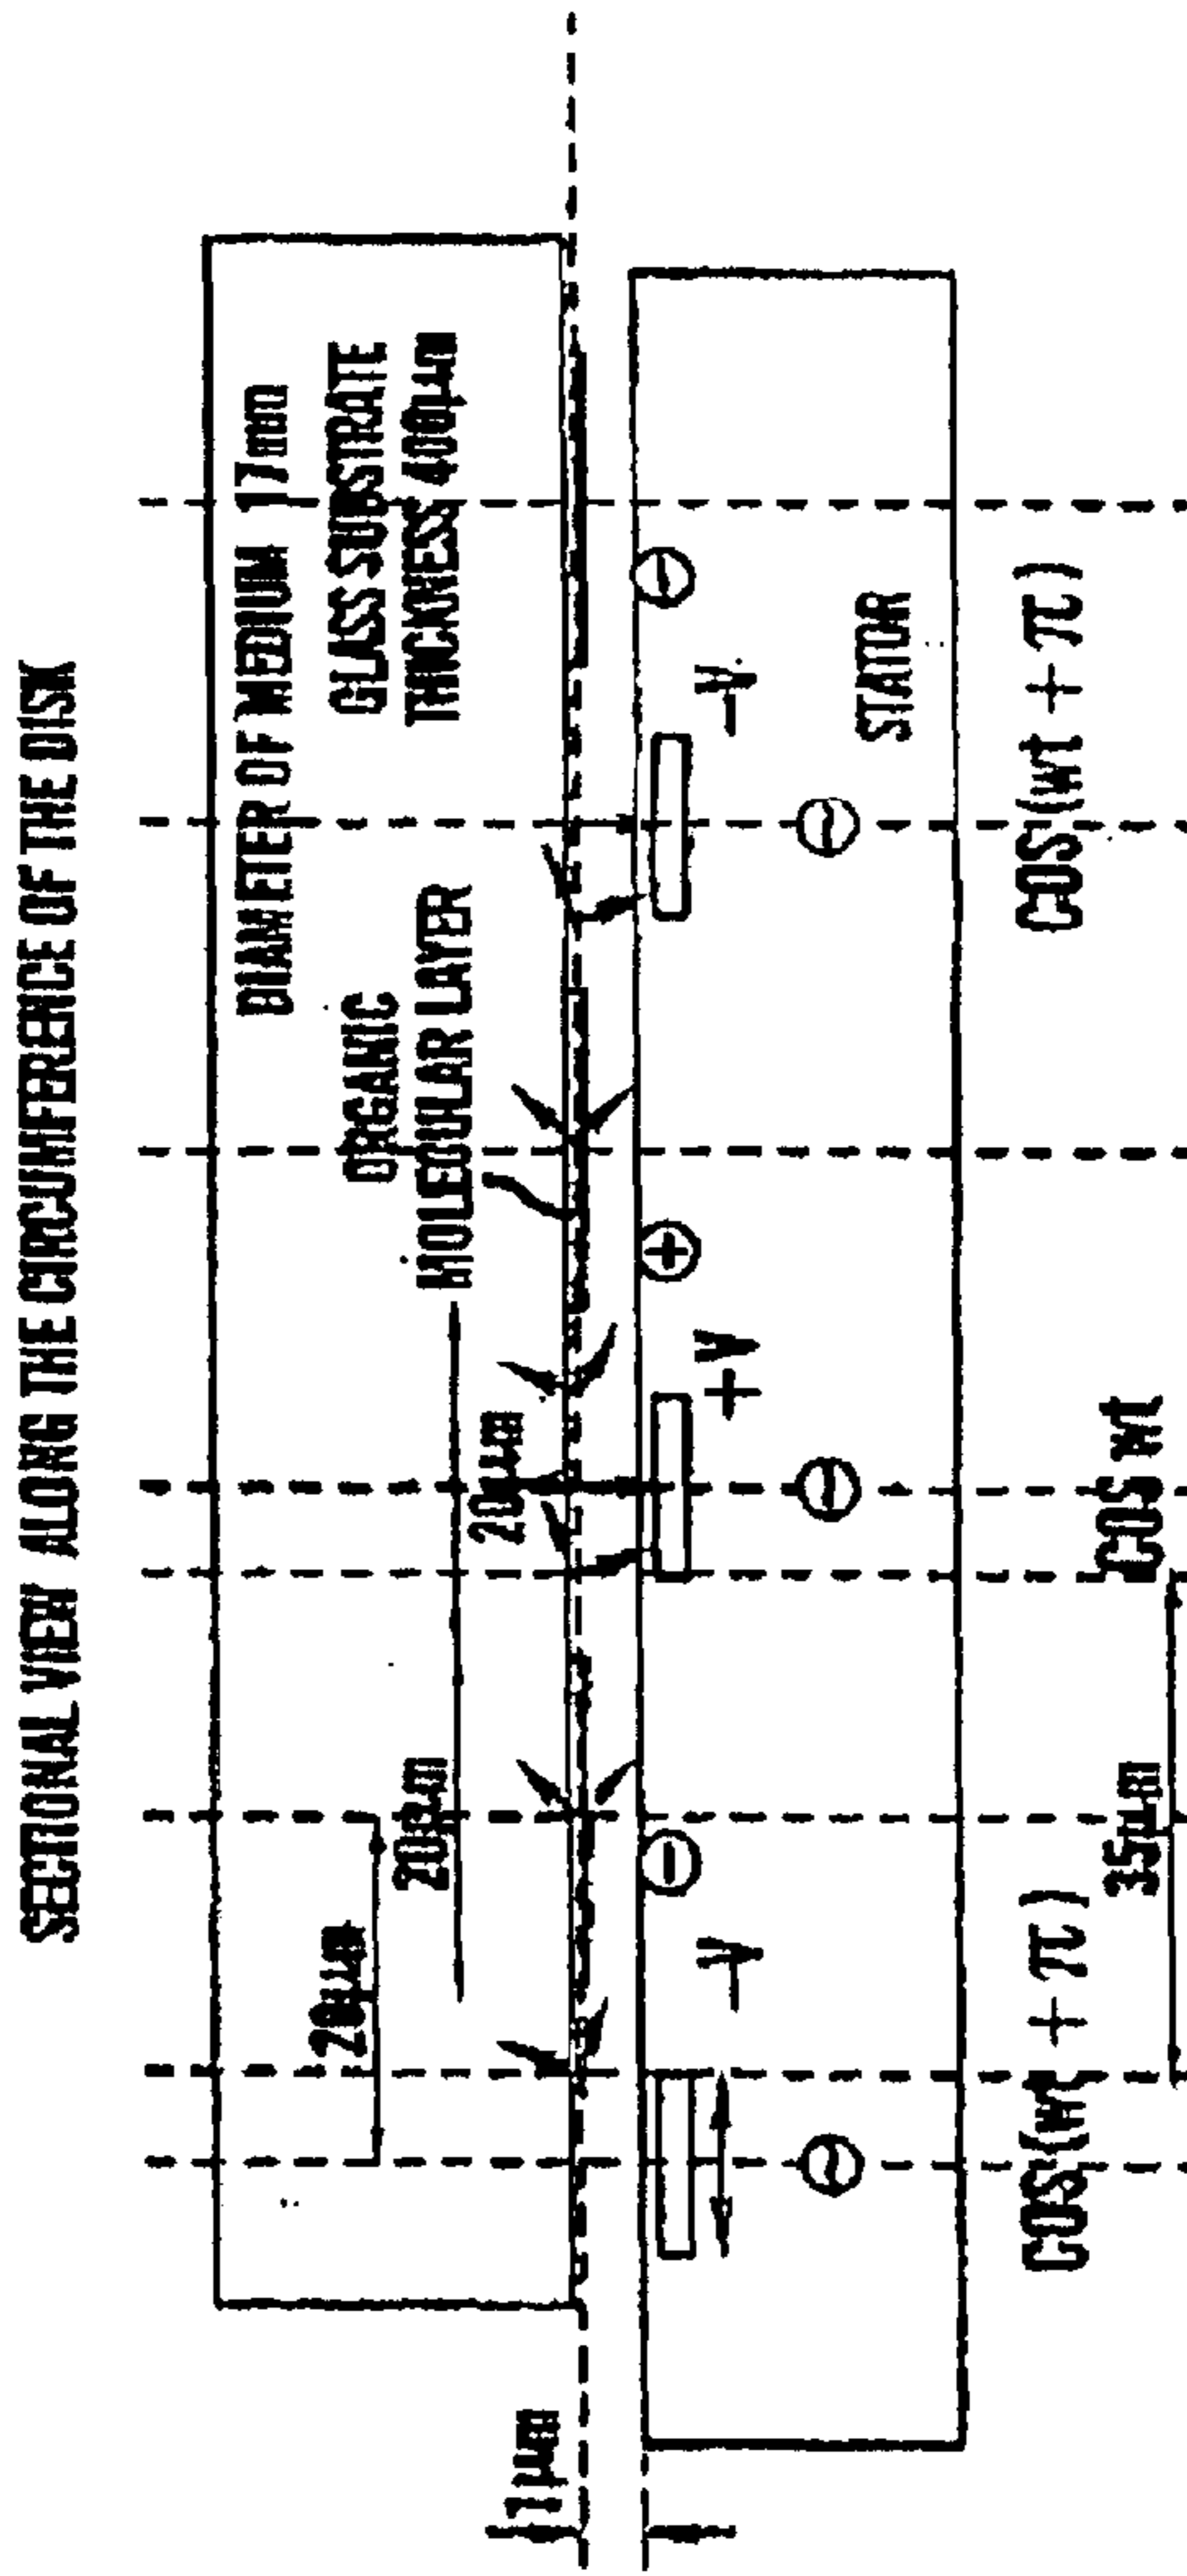 SECTIONAL VIEW ALONG THE CIRCUMFERENCE OF THE DISK
DIAMETER OF MEDIUM 17mm
GLASS SUBSTRATE
THICKNESS 400μm
ORGANIC
MOLECULAR LAYER
20μm
20μm
20μm
1μm
-V
+V
-V
STATOR
COS(wt + π)
COS wt
COS(wt + π)
35μm